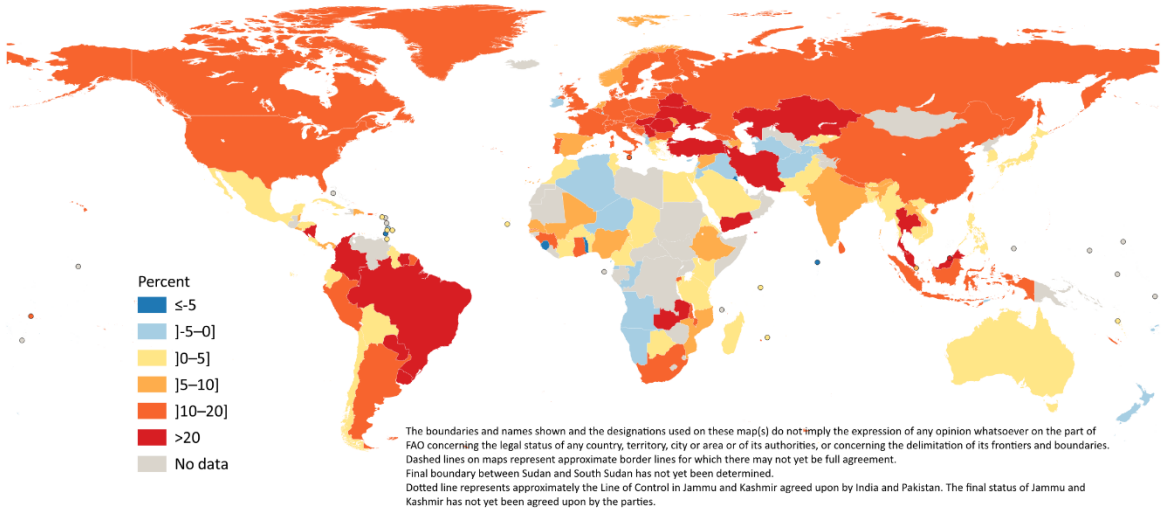 Percent
≤-5
]-5–0]
]0–5]
]5–10]
]10–20]
>20
No data
The boundaries and names shown and the designations used on these map(s) do not imply the expression of any opinion whatsoever on the part of
FAO concerning the legal status of any country, territory, city or area or of its authorities, or concerning the delimitation of its frontiers and boundaries.
Dashed lines on maps represent approximate border lines for which there may not yet be full agreement.
Final boundary between Sudan and South Sudan has not yet been determined.
Dotted line represents approximately the Line of Control in Jammu and Kashmir agreed upon by India and Pakistan. The final status of Jammu and
Kashmir has not yet been agreed upon by the parties.